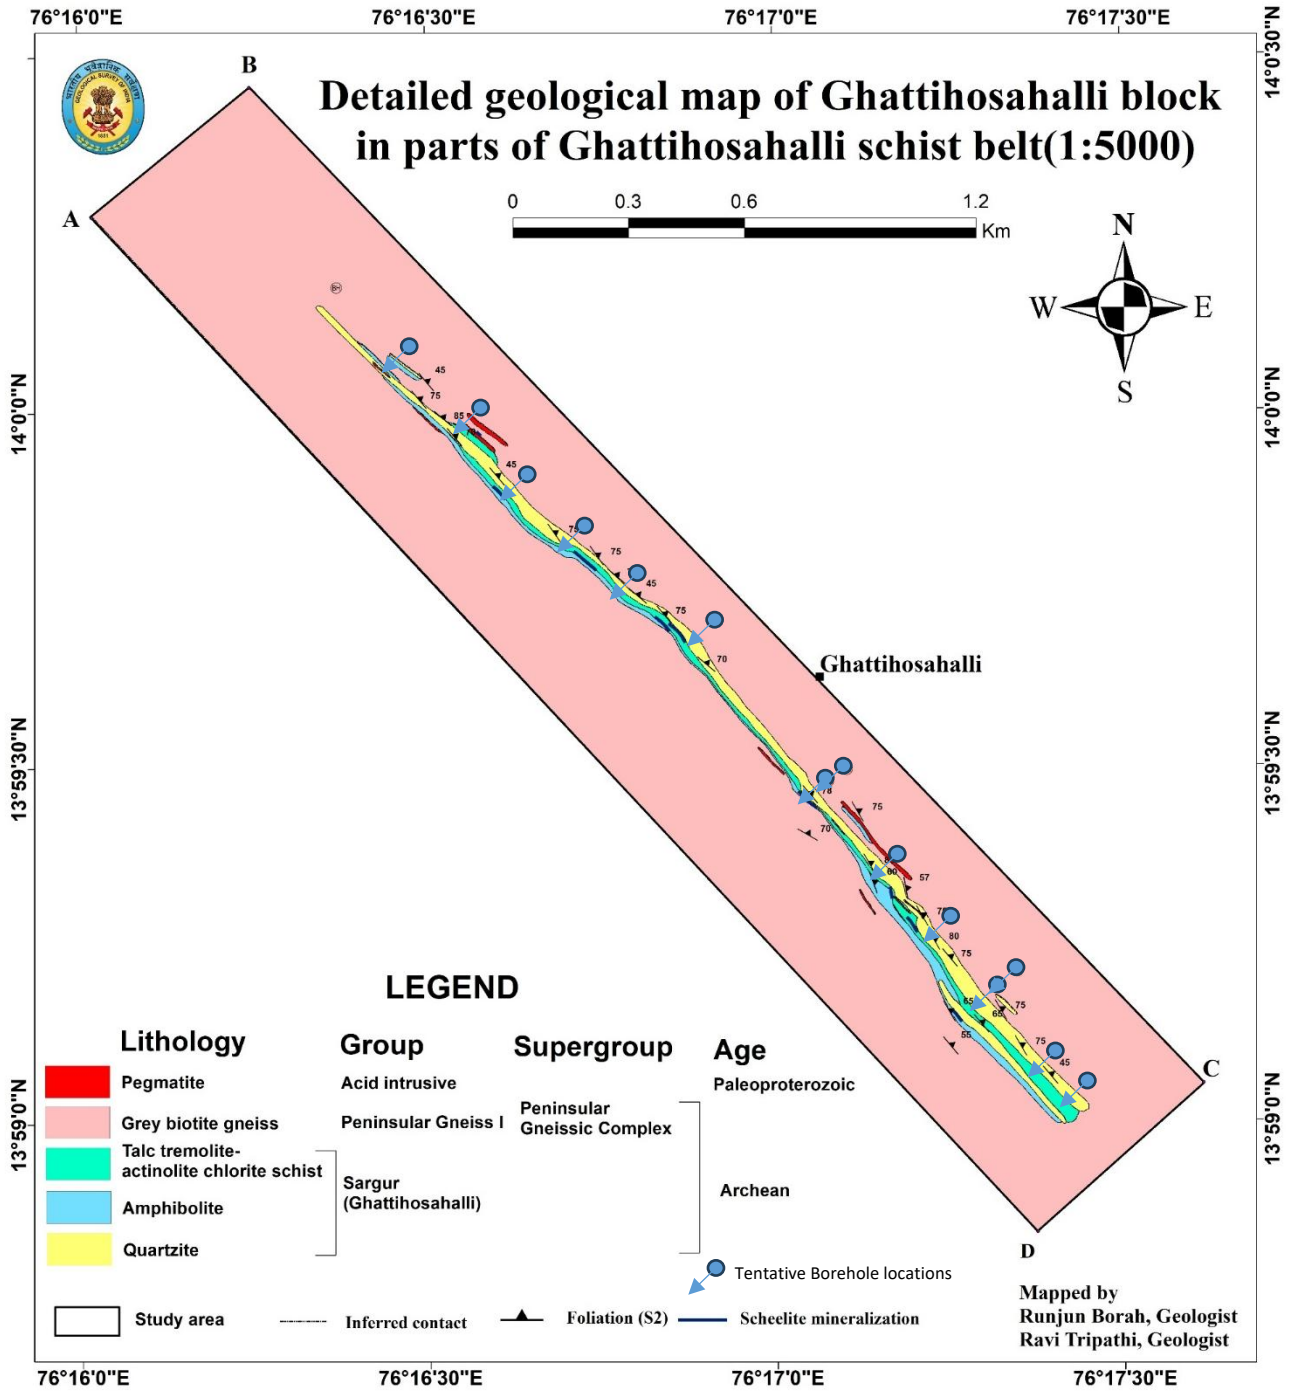 76°16'0"E 76°16'30"E 76°17'0"E 76°17'30"E
14°0'30"N
B
Detailed geological map of Ghattihosahalli block
in parts of Ghattihosahalli schist belt(1:5000)
GEOLOGICAL SURVEY OF INDIA
0 0.3 0.6 1.2
Km
A
N
W E
S
BH
45
75
85
14°0'0"N 14°0'0"N
45
75
75
45
75
70
Ghattihosahalli
13°59'30"N 13°59'30"N
78
75
70
60
57
80
75
65
65
75
55
75
45
C
13°59'0"N 13°59'0"N
D
LEGEND
Lithology Group Supergroup Age
Pegmatite Acid intrusive Paleoproterozoic
Grey biotite gneiss Peninsular Gneiss I Peninsular
Gneissic Complex
Talc tremolite-
actinolite chlorite schist
Sargur
(Ghattihosahalli)
Archean
Amphibolite
Quartzite
Tentative Borehole locations
Study area Inferred contact Foliation (S2) Scheelite mineralization
Mapped by
Runjun Borah, Geologist
Ravi Tripathi, Geologist
76°16'0"E 76°16'30"E 76°17'0"E 76°17'30"E